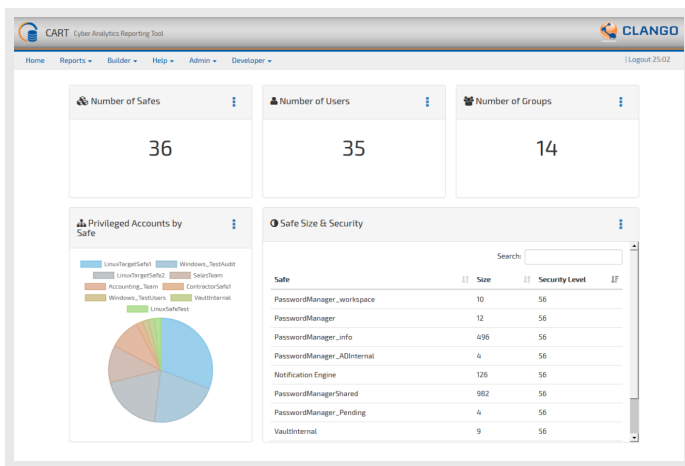 CART Cyber Analytics Reporting Tool
CLANGO
Home Reports Builder Help Admin Developer | Logout 25:02
Number of Safes
36
Number of Users
35
Number of Groups
14
Privileged Accounts by
Safe
LinuxTargetSafe1 Windows_TestAudit
LinuxTargetSafe2 SalesTeam
Accounting_Team ContractorSafe1
Windows_TestUsers VaultInternal
LinuxSafeTest
Safe Size & Security
Search:
Safe Size Security Level
PasswordManager_workspace 10 56
PasswordManager 12 56
PasswordManager_info 496 56
PasswordManager_ADInternal 4 56
Notification Engine 126 56
PasswordManagerShared 982 56
PasswordManager_Pending 4 56
VaultInternal 9 56